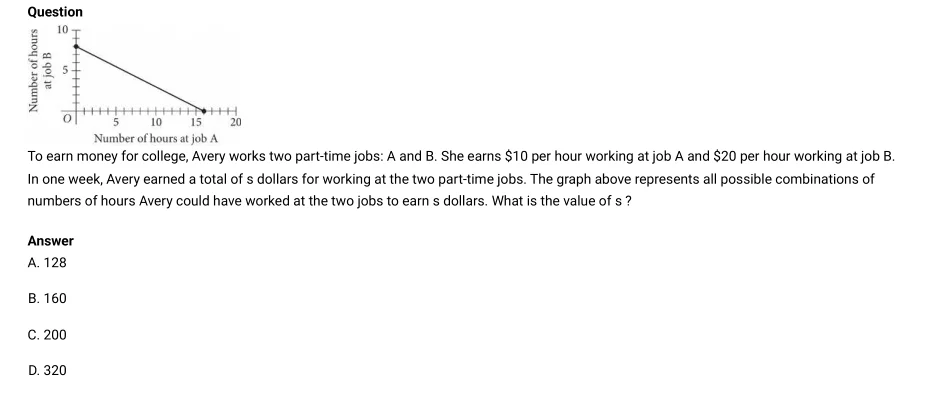 Question
Number of hours
at job B
10
5
O
5
10
15
20
Number of hours at job A
To earn money for college, Avery works two part-time jobs: A and B. She earns $10 per hour working at job A and $20 per hour working at job B.
In one week, Avery earned a total of s dollars for working at the two part-time jobs. The graph above represents all possible combinations of
numbers of hours Avery could have worked at the two jobs to earn s dollars. What is the value of s ?
Answer
A. 128
B. 160
C. 200
D. 320